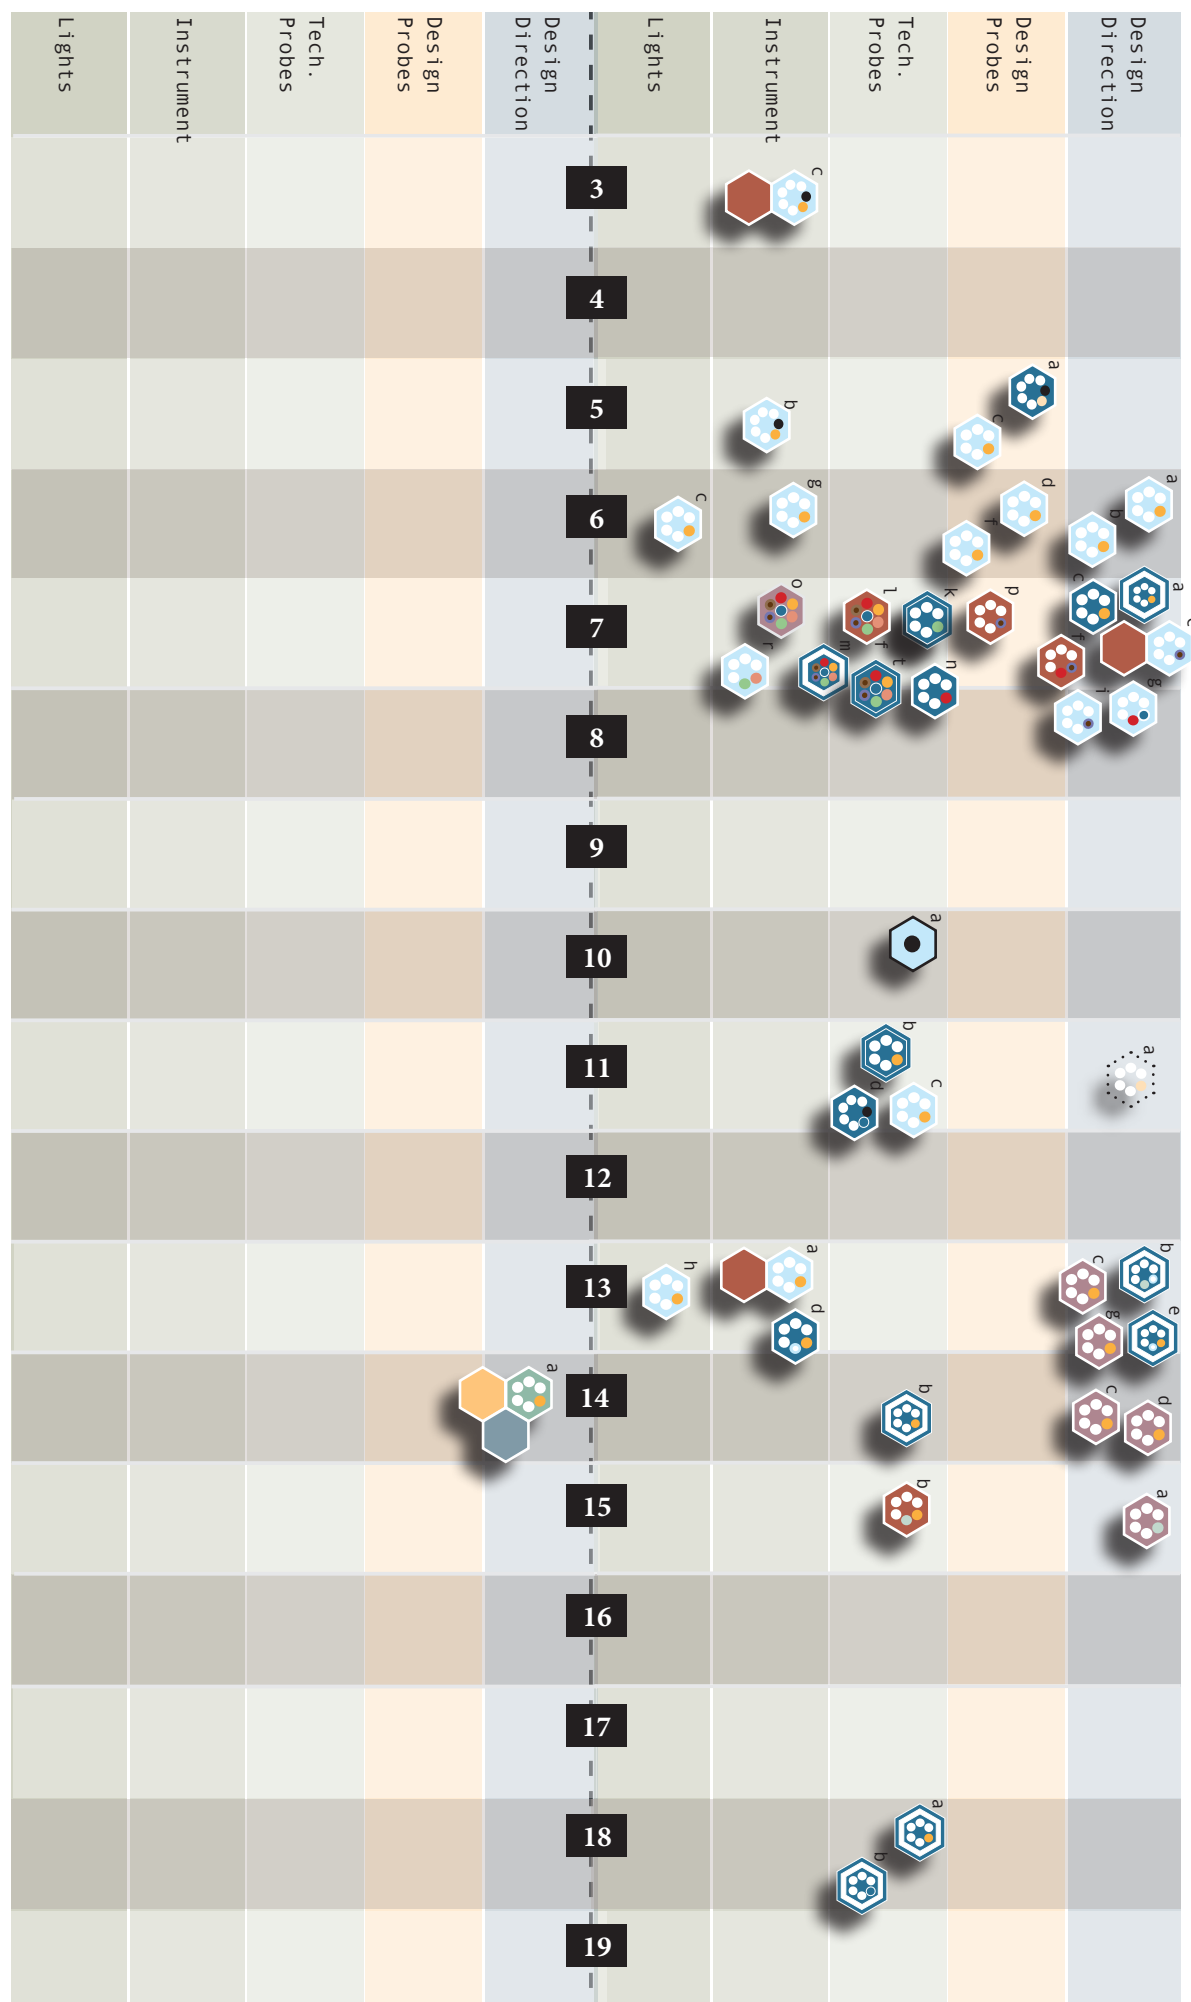 Lights
Instrument
Tech.
Probes
Design
Probes
Design
Direction
Lights
Instrument
Tech.
Probes
Design
Probes
Design
Direction
3
c
4
5
a
b
c
6
a
b
c
d
f
g
7
a
c
f
g
i
k
l
m
n
o
p
r
f
t
8
9
10
a
11
a
b
c
d
12
13
a
b
c
d
e
g
h
14
a
b
c
d
15
a
b
16
17
18
a
b
19